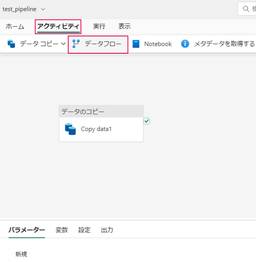 test_pipeline
ホーム アクティビティ 実行 表示
データ コピー データフロー Notebook メタデータを取得する
データのコピー
Copy data1
パラメーター 変数 設定 出力
新規